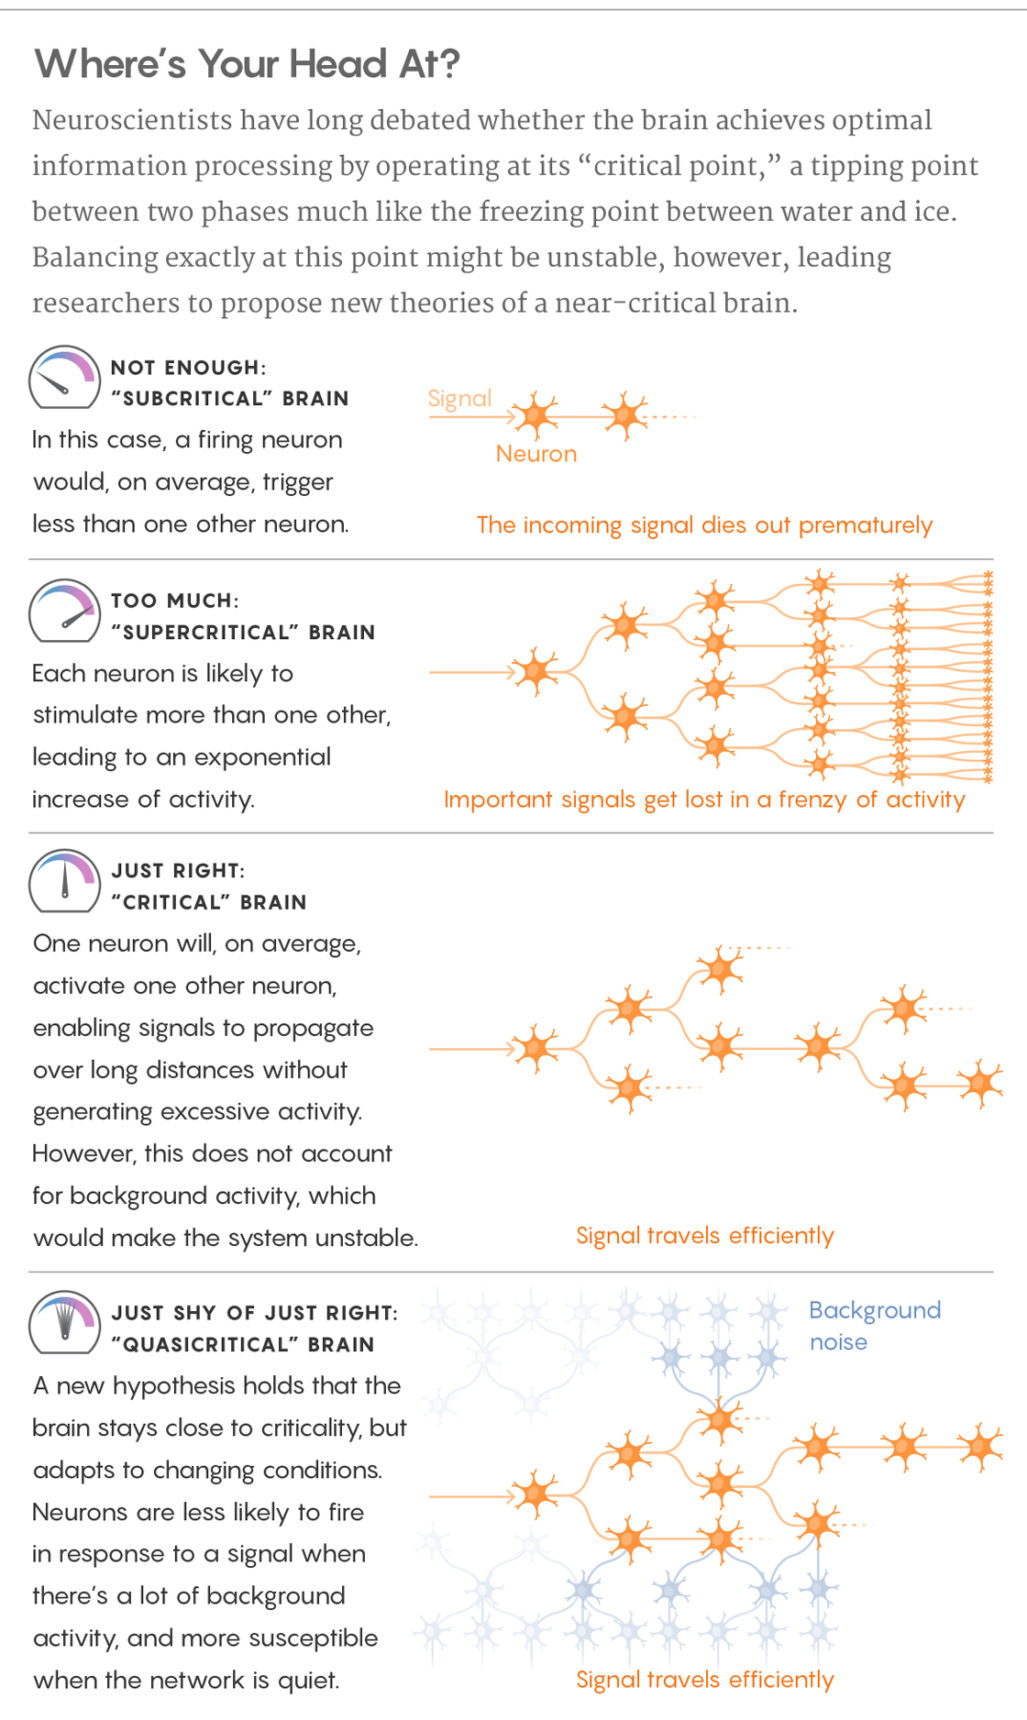 Where's Your Head At?
Neuroscientists have long debated whether the brain achieves optimal
information processing by operating at its “critical point,” a tipping point
between two phases much like the freezing point between water and ice.
Balancing exactly at this point might be unstable, however, leading
researchers to propose new theories of a near-critical brain.
NOT ENOUGH:
“SUBCRITICAL” BRAIN
In this case, a firing neuron
would, on average, trigger
less than one other neuron.
Signal
Neuron
The incoming signal dies out prematurely
TOO MUCH:
“SUPERCRITICAL” BRAIN
Each neuron is likely to
stimulate more than one other,
leading to an exponential
increase of activity.
Important signals get lost in a frenzy of activity
JUST RIGHT:
“CRITICAL” BRAIN
One neuron will, on average,
activate one other neuron,
enabling signals to propagate
over long distances without
generating excessive activity.
However, this does not account
for background activity, which
would make the system unstable.
Signal travels efficiently
JUST SHY OF JUST RIGHT:
“QUASICRITICAL” BRAIN
A new hypothesis holds that the
brain stays close to criticality, but
adapts to changing conditions.
Neurons are less likely to fire
in response to a signal when
there's a lot of background
activity, and more susceptible
when the network is quiet.
Background
noise
Signal travels efficiently